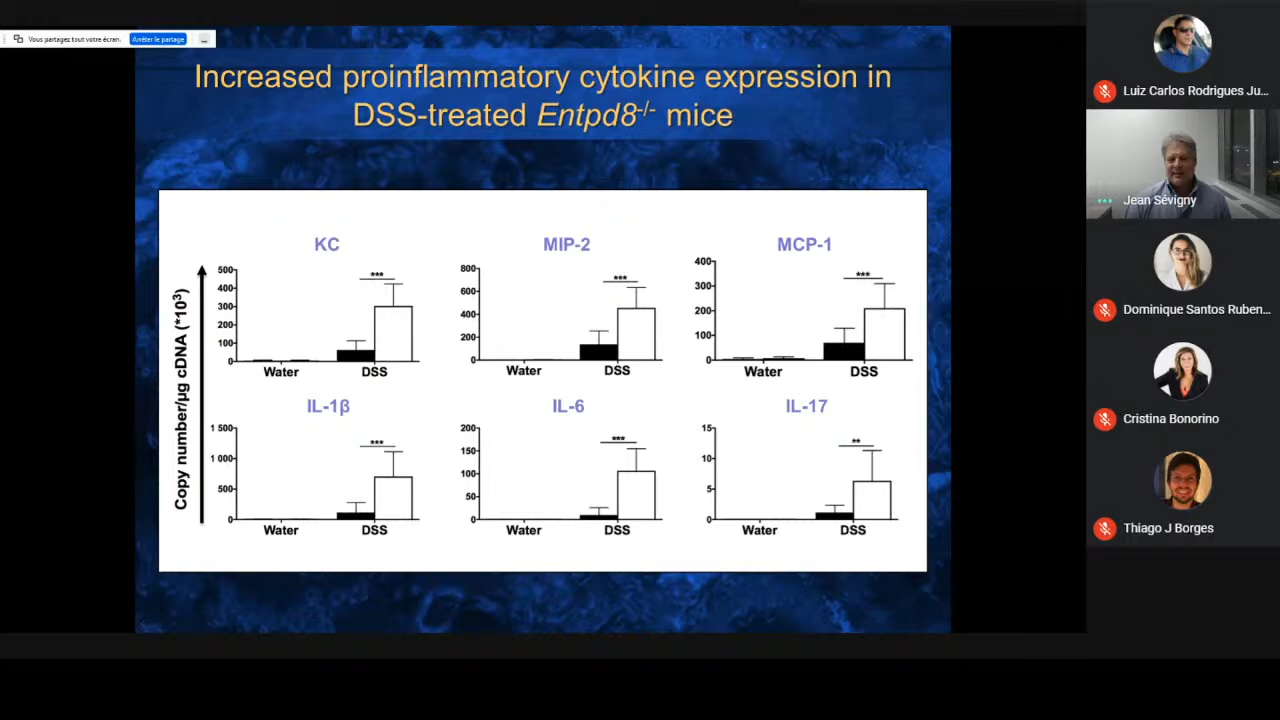 Vous partagez tout votre écran.
Arrêter le partage
...
Increased proinflammatory cytokine expression in
DSS-treated Entpd8-/- mice
Copy number/µg cDNA (*10³)
KC
500
400
300
200
100
0
***
Water
DSS
MIP-2
800
600
400
200
0
***
Water
DSS
MCP-1
400
300
200
100
0
***
Water
DSS
IL-1β
1 500
1 000
500
0
***
Water
DSS
IL-6
200
150
100
50
0
***
Water
DSS
IL-17
15
10
5
0
**
Water
DSS
Luiz Carlos Rodrigues Ju...
Jean Sévigny
Dominique Santos Ruben...
Cristina Bonorino
Thiago J Borges